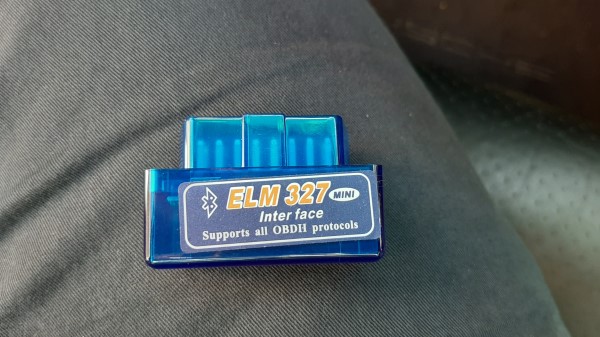 ELM 327 MINI
Inter face
Supports all OBDH protocols